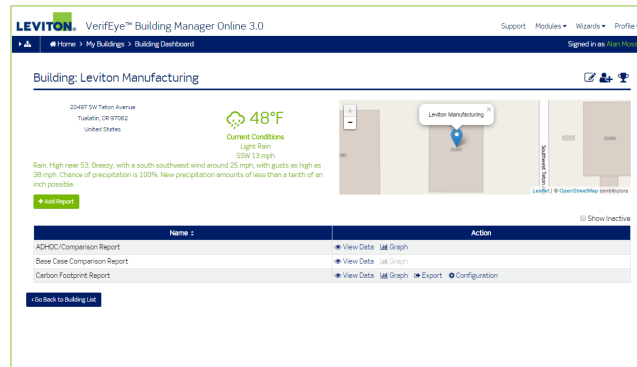 LEVITON. VerifEye™ Building Manager Online 3.0
Support Modules Wizards Profile
Home > My Buildings > Building Dashboard
Signed in as Alan Moss
Building: Leviton Manufacturing
20497 SW Teton Avenue
Tualatin, OR 97062
United States
48°F
Current Conditions
Light Rain
SSW 13 mph
Rain. High near 53. Breezy, with a south southwest wind around 25 mph, with gusts as high as
38 mph. Chance of precipitation is 100%. New precipitation amounts of less than a tenth of an
inch possible.
+ Add Report
+
−
Leviton Manufacturing ×
20497
Southwest Teton
Leaflet | © OpenStreetMap contributors
Show Inactive
Name Action
ADHOC/Comparison Report View Data Graph
Base Case Comparison Report View Data Graph
Carbon Footprint Report View Data Graph Export Configuration
< Go Back to Building List